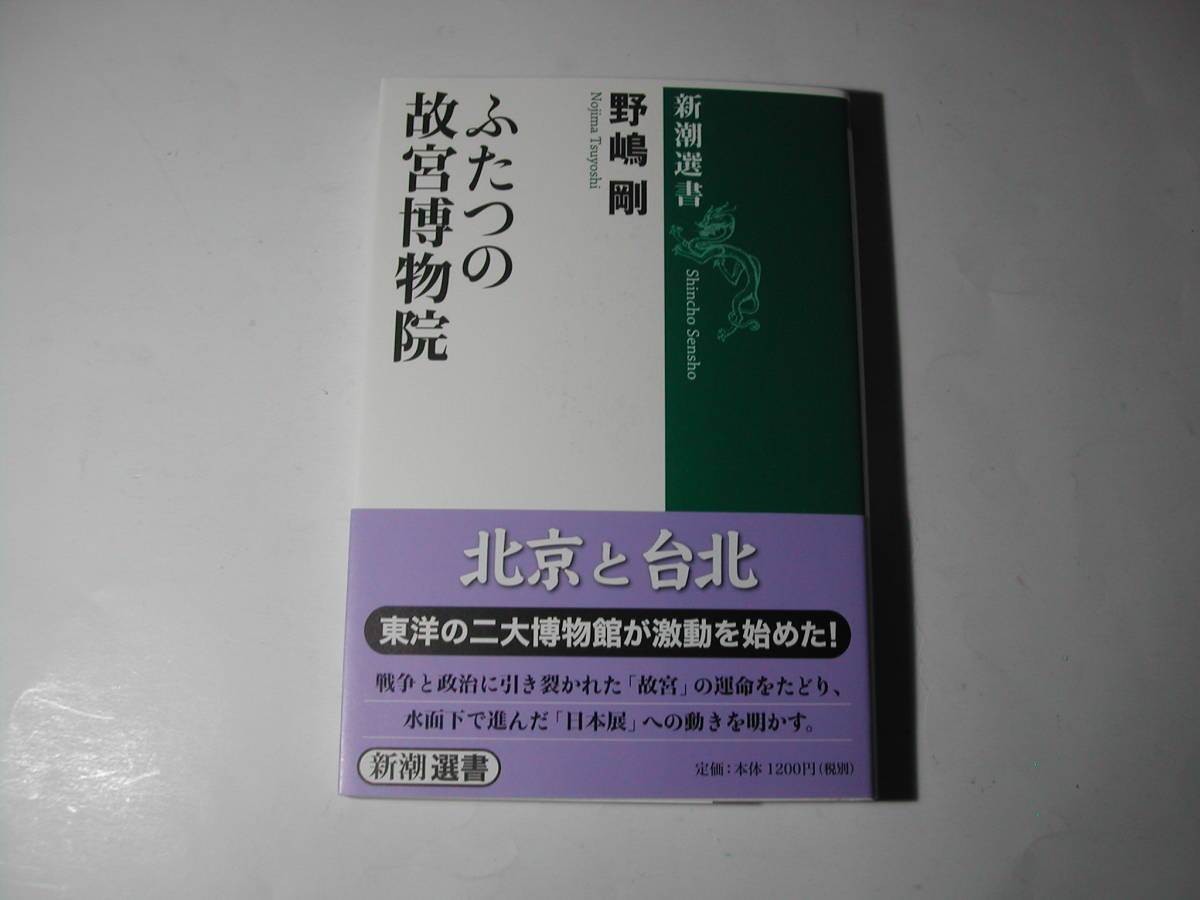 新潮選書
Shincho Sensho
野嶋 剛
Nojima Tsuyoshi
ふたつの
故宮博物院
北京と台北
東洋の二大博物館が激動を始めた!
戦争と政治に引き裂かれた「故宮」の運命をたどり、
水面下で進んだ「日本展」への動きを明かす。
新潮選書
定価:本体1200円(税別)